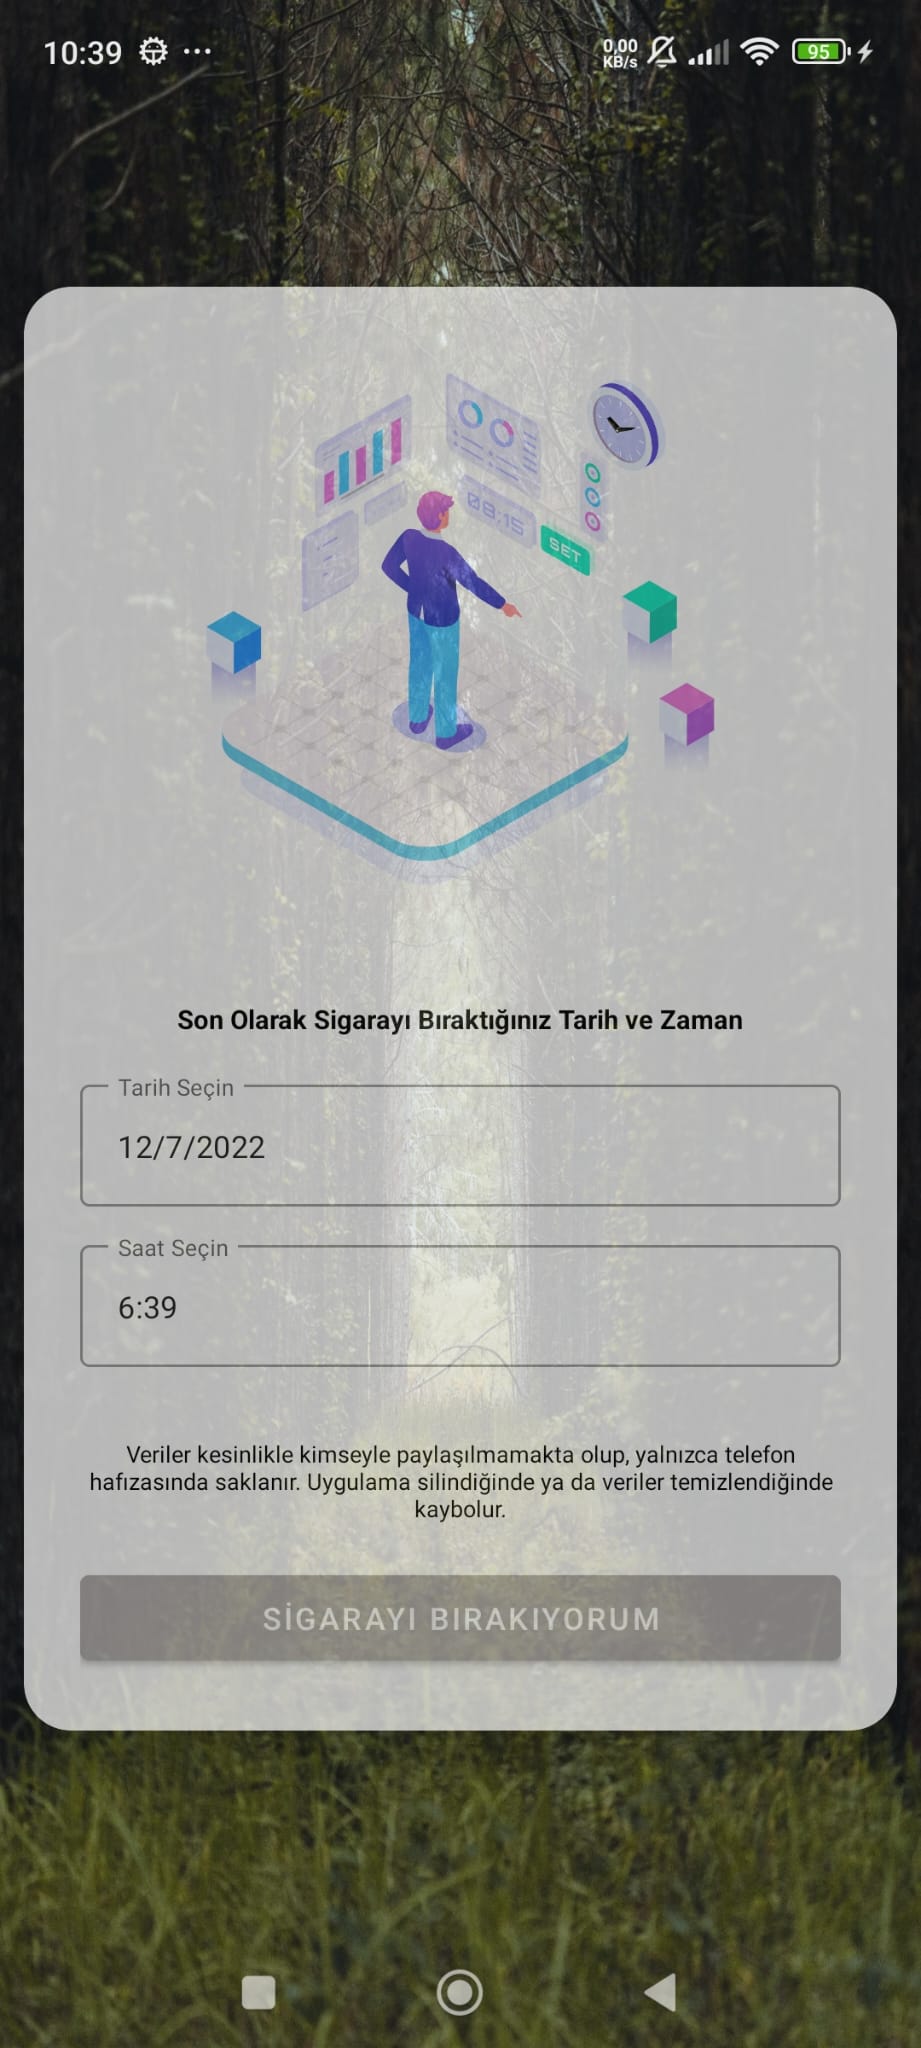 10:39
0,00
KB/s
95
08:15
SET
Son Olarak Sigarayı Bıraktığınız Tarih ve Zaman
Tarih Seçin
12/7/2022
Saat Seçin
6:39
Veriler kesinlikle kimseyle paylaşılmamakta olup, yalnızca telefon
hafızasında saklanır. Uygulama silindiğinde ya da veriler temizlendiğinde
kaybolur.
SİGARAYI BIRAKIYORUM